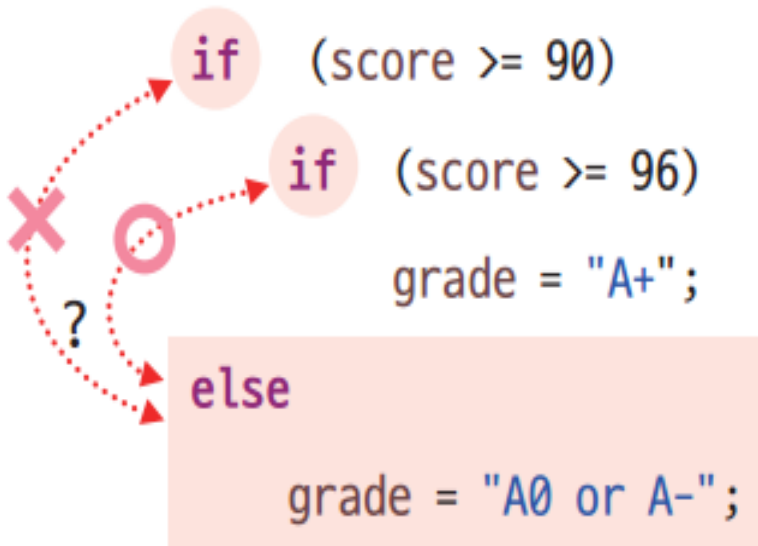 if (score >= 90)
if (score >= 96)
grade = "A+";
?
else
grade = "A0 or A-";